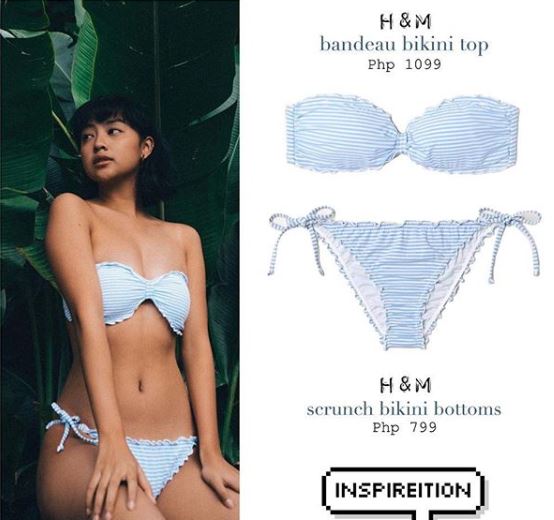 H & M
bandeau bikini top
Php 1099
H & M
scrunch bikini bottoms
Php 799
INSPIREITION